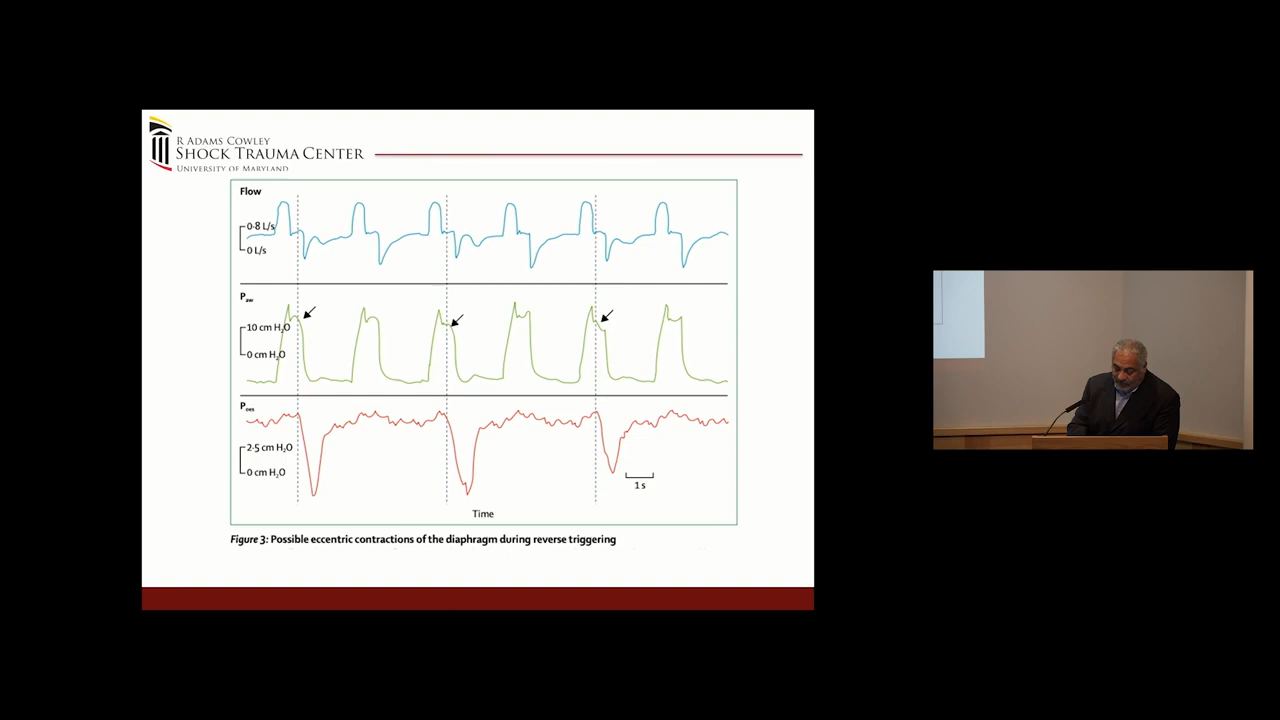 R ADAMS COWLEY
SHOCK TRAUMA CENTER
UNIVERSITY OF MARYLAND
Flow
0·8 L/s
0 L/s
Paw
10 cm H₂O
0 cm H₂O
Poes
2·5 cm H₂O
0 cm H₂O
1 s
Time
Figure 3: Possible eccentric contractions of the diaphragm during reverse triggering